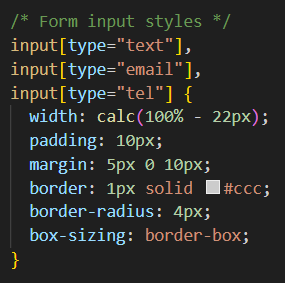 /* Form input styles */
input[type="text"],
input[type="email"],
input[type="tel"] {
  width: calc(100% - 22px);
  padding: 10px;
  margin: 5px 0 10px;
  border: 1px solid #ccc;
  border-radius: 4px;
  box-sizing: border-box;
}